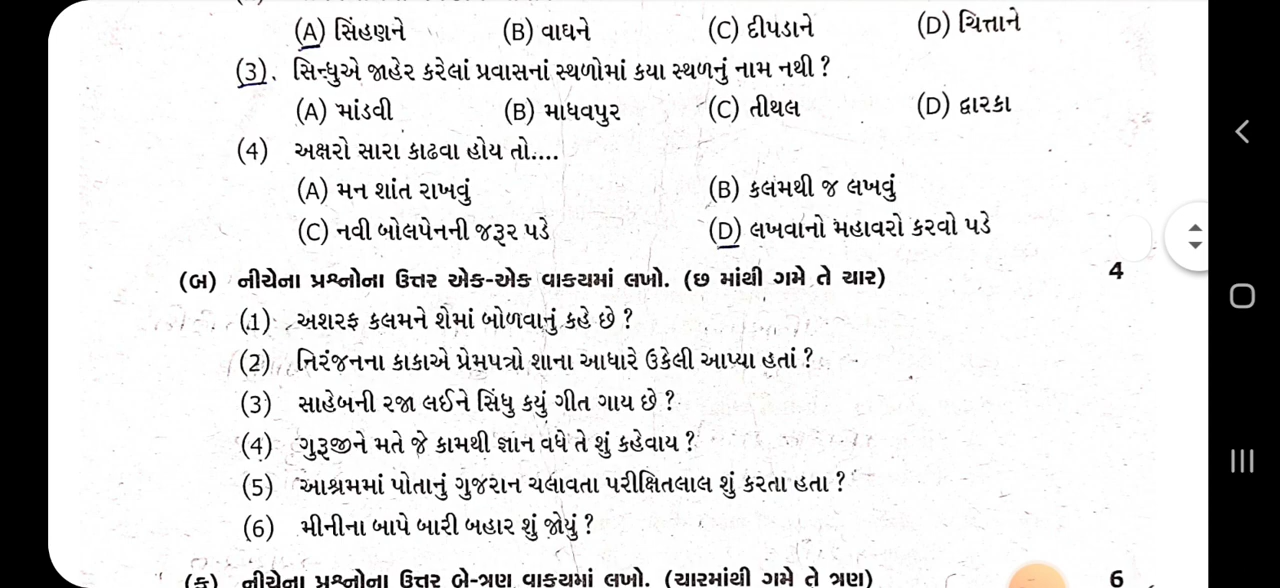 (A) સિંહણને (B) વાઘને (C) દીપડાને (D) ચિત્તાને
(3). સિન્ધુએ જાહેર કરેલાં પ્રવાસનાં સ્થળોમાં કયા સ્થળનું નામ નથી ?
(A) માંડવી (B) માધવપુર (C) તીથલ (D) દ્વારકા
(4) અક્ષરો સારા કાઢવા હોય તો....
(A) મન શાંત રાખવું (B) કલમથી જ લખવું
(C) નવી બોલપેનની જરૂર પડે (D) લખવાનો મહાવરો કરવો પડે
(બ) નીચેના પ્રશ્નોના ઉત્તર એક-એક વાક્યમાં લખો. (છ માંથી ગમે તે ચાર) 4
(1) અશરફ કલમને શેમાં બોળવાનું કહે છે ?
(2) નિરંજનના કાકાએ પ્રેમપત્રો શાના આધારે ઉકેલી આપ્યા હતાં ?
(3) સાહેબની રજા લઈને સિંધુ કયું ગીત ગાય છે ?
(4) ગુરૂજીને મતે જે કામથી જ્ઞાન વધે તે શું કહેવાય ?
(5) આશ્રમમાં પોતાનું ગુજરાન ચલાવતા પરીક્ષિતલાલ શું કરતા હતા ?
(6) મીનીના બાપે બારી બહાર શું જોયું ?
(ક) નીચેના પ્રશ્નોના ઉત્તર બે-ત્રણ વાક્યમાં લખો. (ચારમાંથી ગમે તે ત્રણ) 6